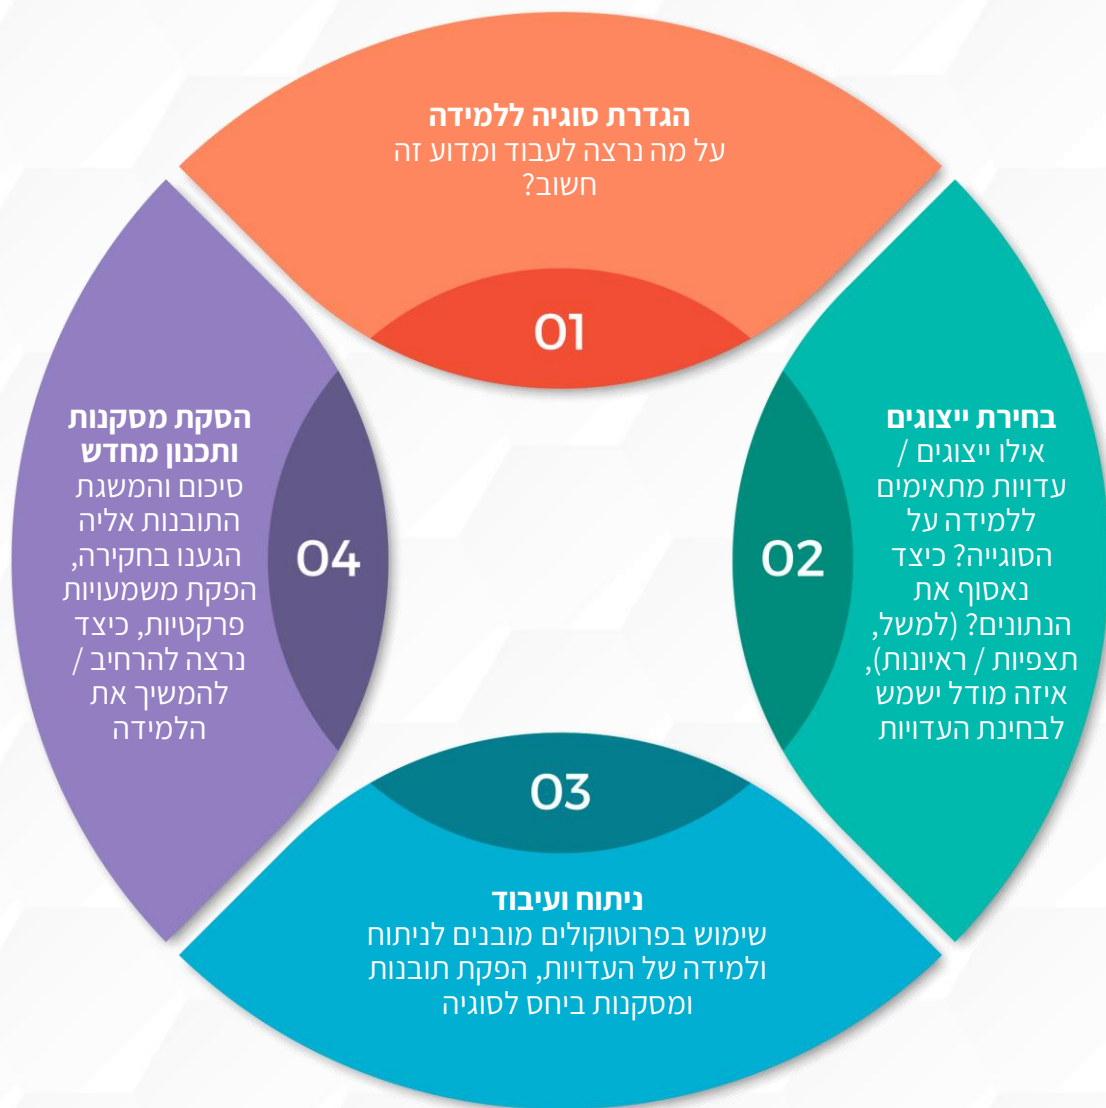 הגדרת סוגיה ללמידה
על מה נרצה לעבוד ומדוע זה
חשוב?
01
בחירת ייצוגים
אילו ייצוגים /
עדויות מתאימים
ללמידה על
הסוגייה? כיצד
נאסוף את
הנתונים? (למשל,
תצפיות / ראיונות),
איזה מודל ישמש
לבחינת העדויות
02
03
ניתוח ועיבוד
שימוש בפרוטוקולים מובנים לניתוח
ולמידה של העדויות, הפקת תובנות
ומסקנות ביחס לסוגיה
הסקת מסקנות
ותכנון מחדש
סיכום והמשגת
התובנות אליה
הגענו בחקירה,
הפקת משמעויות
פרקטיות, כיצד
נרצה להרחיב /
להמשיך את
הלמידה
04